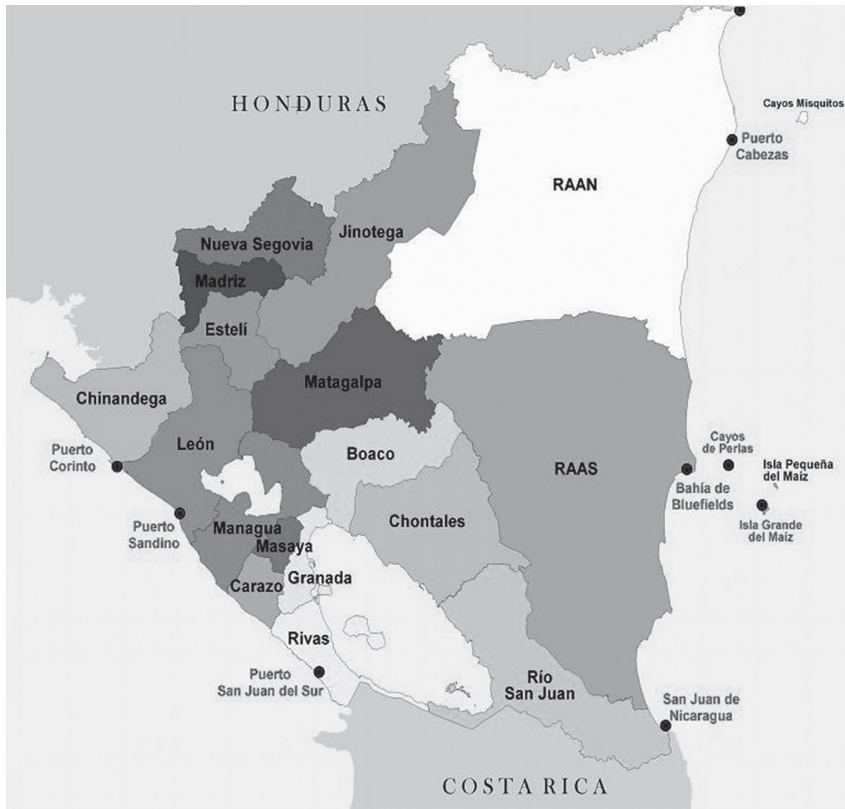 HONDURAS
Cayos Misquitos
Puerto
Cabezas
RAAN
Jinotega
Nueva Segovia
Madriz
Estelí
Matagalpa
Chinandega
León
Boaco
RAAS
Puerto
Corinto
Cayos
de Perlas
Isla Pequeña
del Maíz
Bahía de
Bluefields
Isla Grande
del Maíz
Puerto
Sandino
Managua
Masaya
Chontales
Carazo
Granada
Rivas
Puerto
San Juan del Sur
Río
San Juan
San Juan de
Nicaragua
COSTA RICA